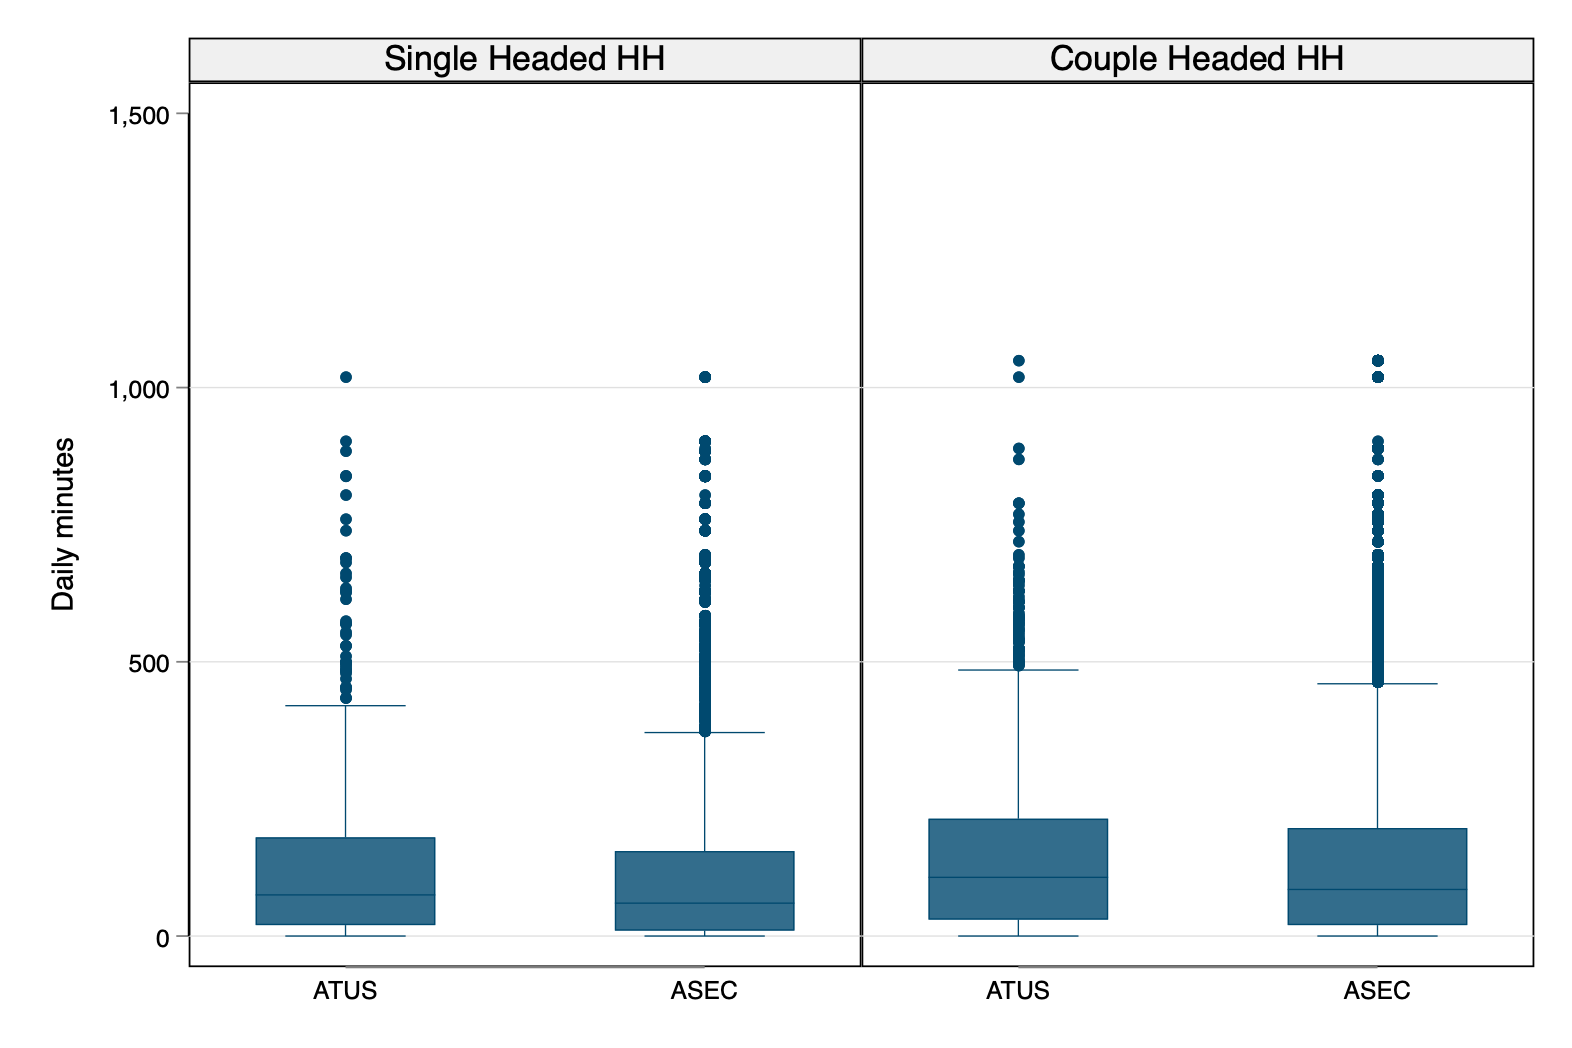 Single Headed HH
Couple Headed HH
1,500
1,000
500
0
Daily minutes
ATUS
ASEC
ATUS
ASEC